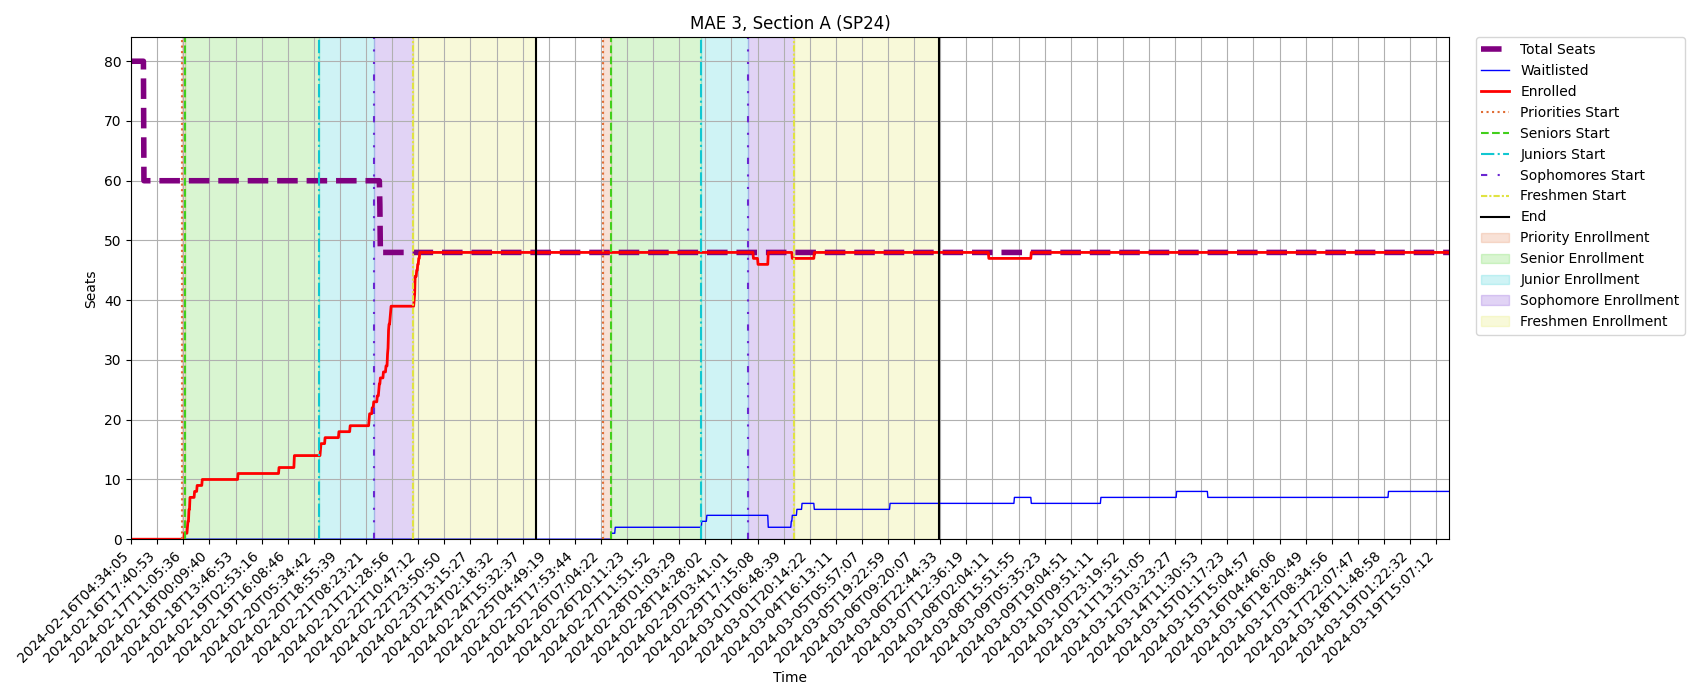 MAE 3, Section A (SP24)
Seats
80
70
60
50
40
30
20
10
0
2024-02-16T04:34:05
2024-02-16T17:40:53
2024-02-17T11:05:36
2024-02-18T00:09:40
2024-02-18T13:46:53
2024-02-19T02:53:16
2024-02-19T16:08:46
2024-02-20T05:34:42
2024-02-20T18:55:39
2024-02-21T08:23:21
2024-02-21T21:28:56
2024-02-22T10:47:12
2024-02-22T23:50:50
2024-02-23T13:15:27
2024-02-24T02:18:32
2024-02-24T15:32:37
2024-02-25T04:49:19
2024-02-25T17:53:44
2024-02-26T07:04:22
2024-02-26T20:11:23
2024-02-27T11:51:52
2024-02-28T01:03:29
2024-02-28T14:28:02
2024-02-29T03:41:01
2024-02-29T17:15:08
2024-03-01T06:48:39
2024-03-01T20:14:22
2024-03-04T16:13:11
2024-03-05T05:57:07
2024-03-05T19:22:59
2024-03-06T09:20:07
2024-03-06T22:44:33
2024-03-07T12:36:19
2024-03-08T02:04:11
2024-03-08T15:51:55
2024-03-09T05:35:23
2024-03-09T19:04:51
2024-03-10T09:51:11
2024-03-10T23:19:52
2024-03-11T13:51:05
2024-03-12T03:23:27
2024-03-14T11:30:53
2024-03-15T01:17:23
2024-03-15T15:04:57
2024-03-16T04:46:06
2024-03-16T18:20:49
2024-03-17T08:34:56
2024-03-17T22:07:47
2024-03-18T11:48:58
2024-03-19T01:22:32
2024-03-19T15:07:12
Time
Total Seats
Waitlisted
Enrolled
Priorities Start
Seniors Start
Juniors Start
Sophomores Start
Freshmen Start
End
Priority Enrollment
Senior Enrollment
Junior Enrollment
Sophomore Enrollment
Freshmen Enrollment